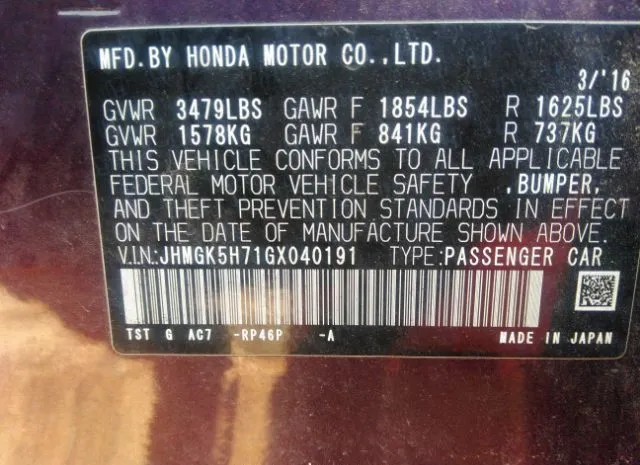 MFD.BY HONDA MOTOR CO.,LTD.
3/'16
GVWR 3479LBS GAWR F 1854LBS R 1625LBS
GVWR 1578KG GAWR F 841KG R 737KG
THIS VEHICLE CONFORMS TO ALL APPLICABLE
FEDERAL MOTOR VEHICLE SAFETY ,BUMPER,
AND THEFT PREVENTION STANDARDS IN EFFECT
ON THE DATE OF MANUFACTURE SHOWN ABOVE.
V.I.N:JHMGK5H71GX040191 TYPE:PASSENGER CAR
TST G AC7 -RP46P -A MADE IN JAPAN